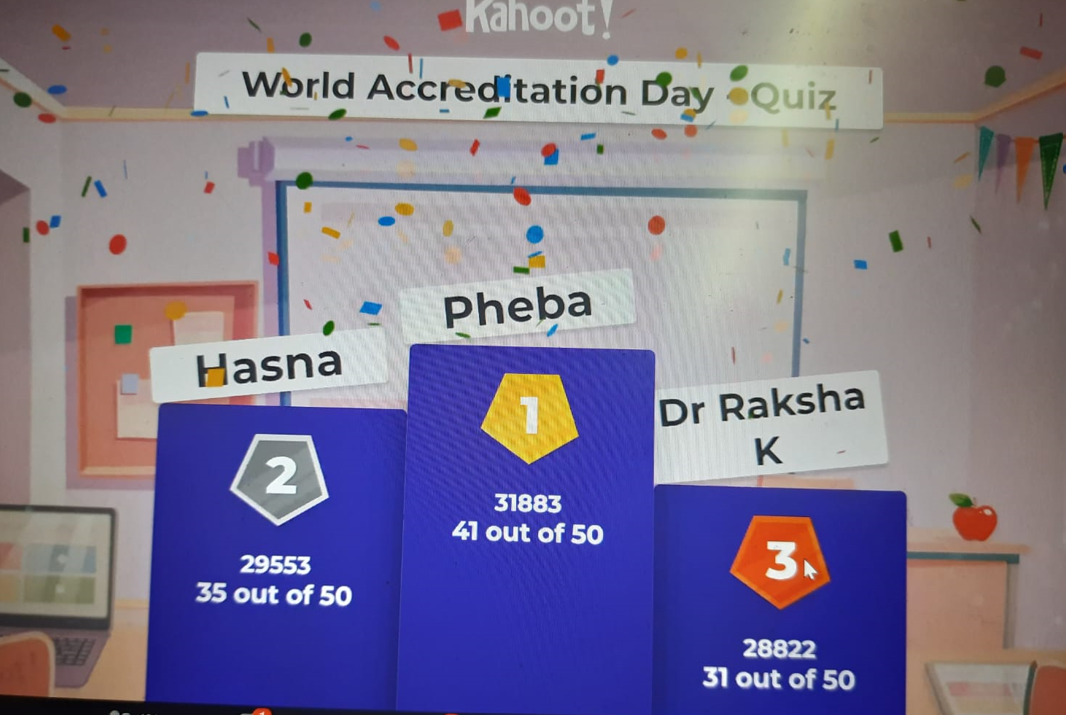 Kahoot!
World Accreditation Day - Quiz
Pheba
Hasna
Dr Raksha
K
1
31883
41 out of 50
2
29553
35 out of 50
3
28822
31 out of 50